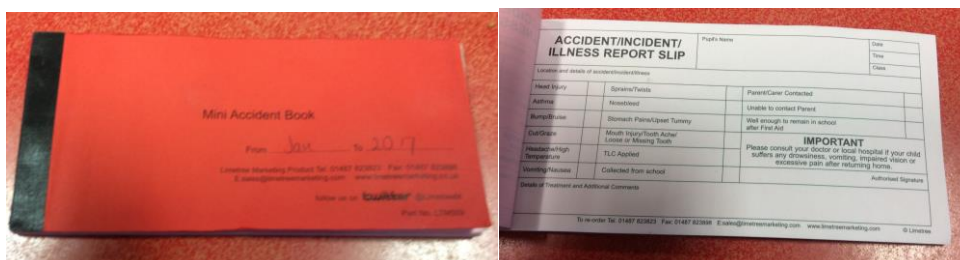 Mini Accident Book
From Jan to 2017
Limetree Marketing Product Tel: 01487 823823 Fax: 01487 823898
E:sales@limetreemarketing.com www.limetreemarketing.co.uk
follow us on twitter
Part No.
ACCIDENT/INCIDENT/
ILLNESS REPORT SLIP
Pupil's Name
Date
Time
Class
Location and details of accident/incident/illness
Head Injury
Sprains/Twists
Parent/Carer Contacted
Asthma
Nosebleed
Unable to contact Parent
Bump/Bruise
Stomach Pains/Upset Tummy
Well enough to remain in school
after First Aid
Cut/Graze
Mouth Injury/Tooth Ache/
Loose or Missing Tooth
IMPORTANT
Please consult your doctor or local hospital if your child
suffers any drowsiness, vomiting, impaired vision or
excessive pain after returning home.
Headache/High
Temperature
TLC Applied
Vomiting/Nausea
Collected from school
Authorised Signature
Details of Treatment and Additional Comments
To re-order Tel: 01487 823823 Fax: 01487 823898 E:sales@limetreemarketing.com www.limetreemarketing.com
© Limetree